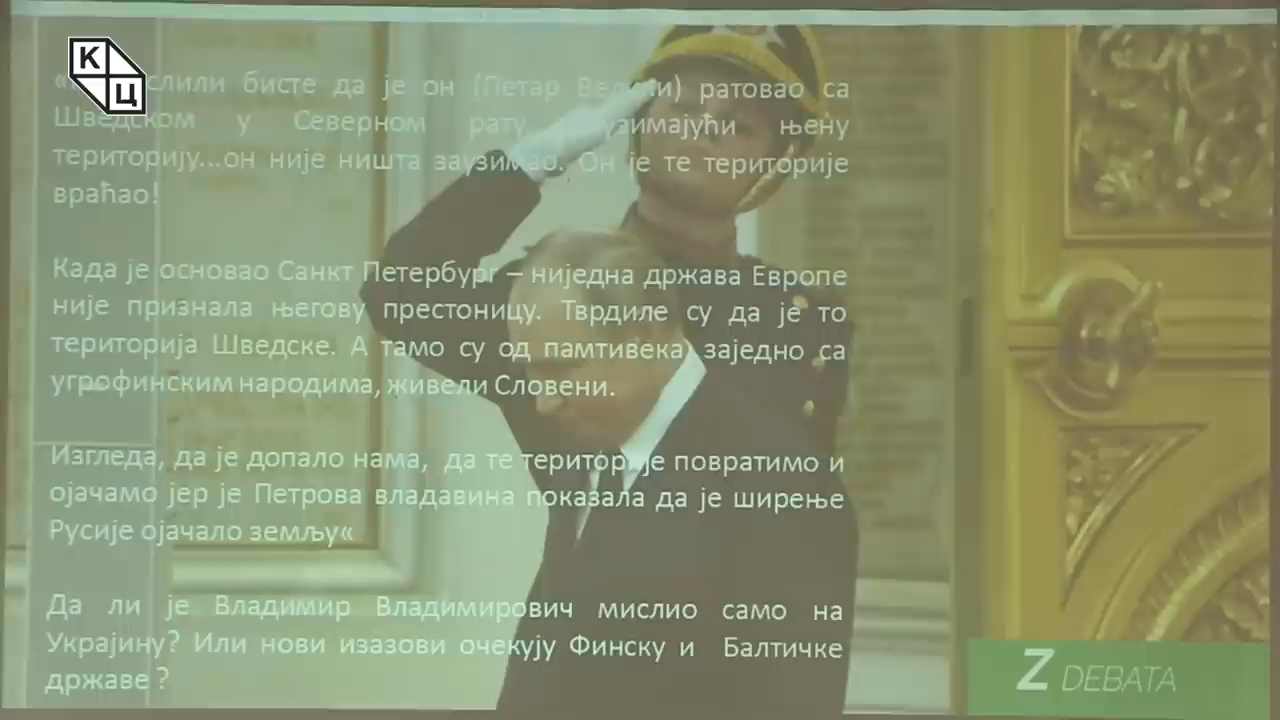 К
Ц
слили бисте да је он (Петар Велики) ратовао са
Шведском у Северном рату узимајући њену
територију...он није ништа заузимао. Он је те територије
враћао!
Када је основао Санкт Петербург – ниједна држава Европе
није признала његову престоницу. Тврдиле су да је то
територија Шведске. А тамо су од памтивека, заједно са
угрофинским народима, живели Словени.
Изгледа, да је допало нама, да те територије повратимо и
ојачамо јер је Петрова владавина показала да је ширење
Русије ојачало земљу«
Да ли је Владимир Владимирович мислио само на
Украјину? Или нови изазови очекују Финску и Балтичке
државе ?
Z DEBATA